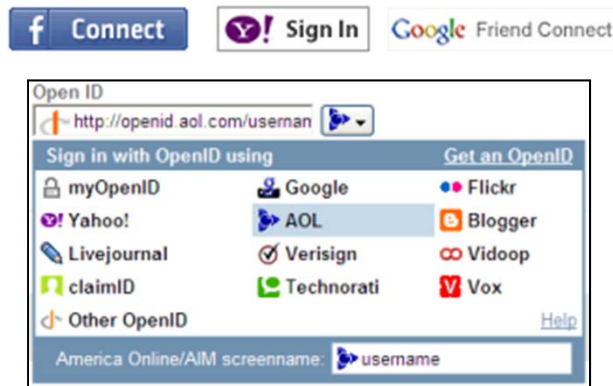 f Connect Y! Sign In Google Friend Connect
Open ID
http://openid.aol.com/usernan
Sign in with OpenID using Get an OpenID
myOpenID Google Flickr
Y! Yahoo! AOL Blogger
Livejournal Verisign Vidoop
claimID Technorati V Vox
Other OpenID Help
America Online/AIM screenname: username